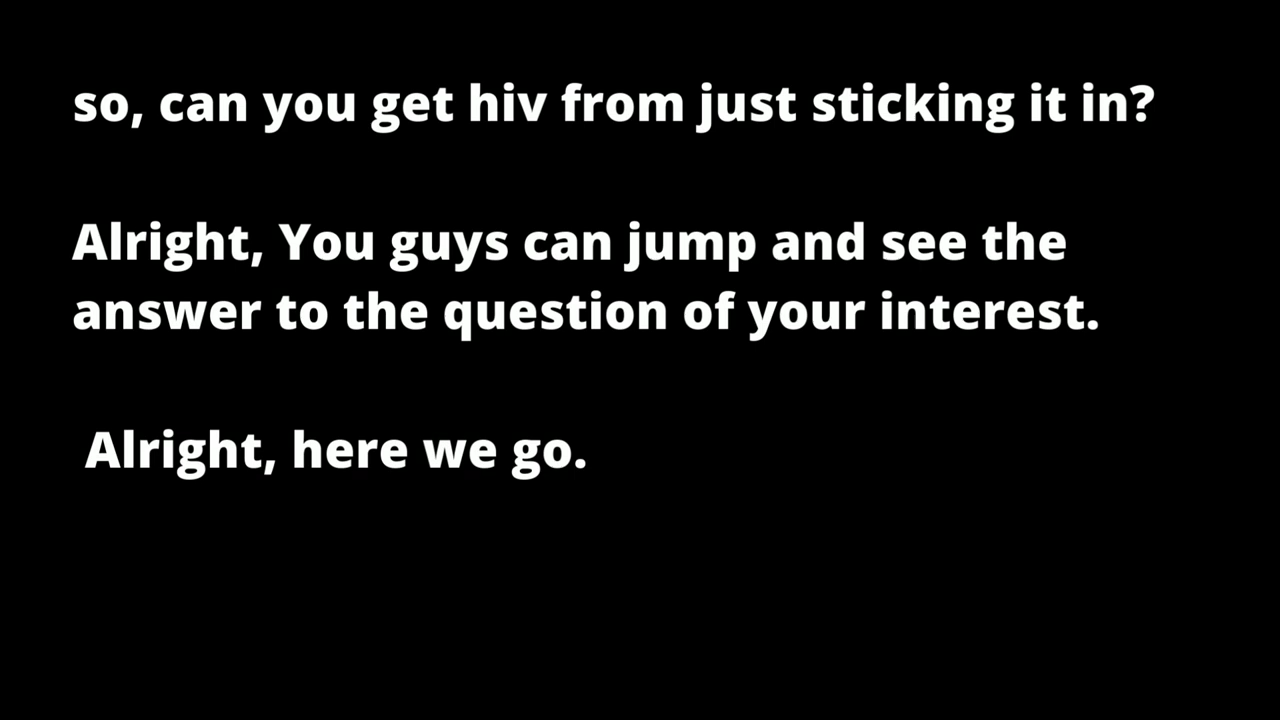 so, can you get hiv from just sticking it in?
Alright, You guys can jump and see the
answer to the question of your interest.
Alright, here we go.